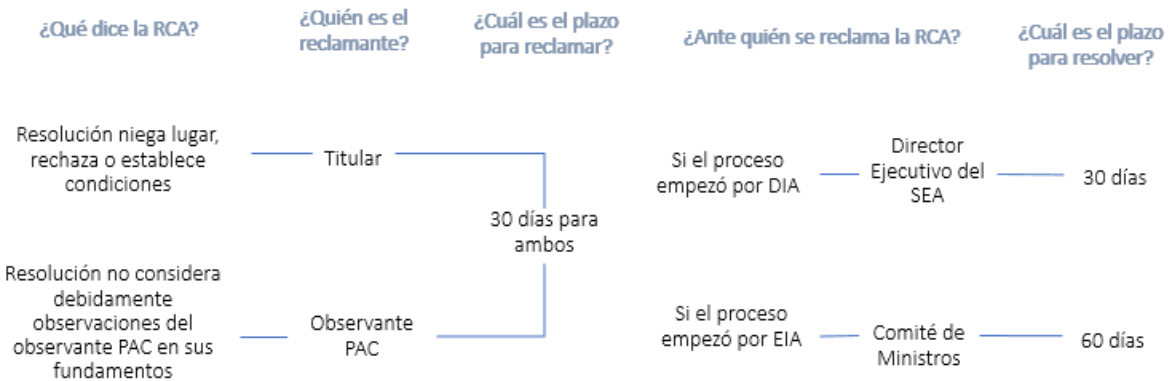 ¿Qué dice la RCA?
¿Quién es el
reclamante?
¿Cuál es el plazo
para reclamar?
¿Ante quién se reclama la RCA?
¿Cuál es el plazo
para resolver?
Resolución niega lugar,
rechaza o establece
condiciones
Titular
30 días para
ambos
Resolución no considera
debidamente
observaciones del
observante PAC en sus
fundamentos
Observante
PAC
Si el proceso
empezó por DIA
Director
Ejecutivo del
SEA
30 días
Si el proceso
empezó por EIA
Comité de
Ministros
60 días